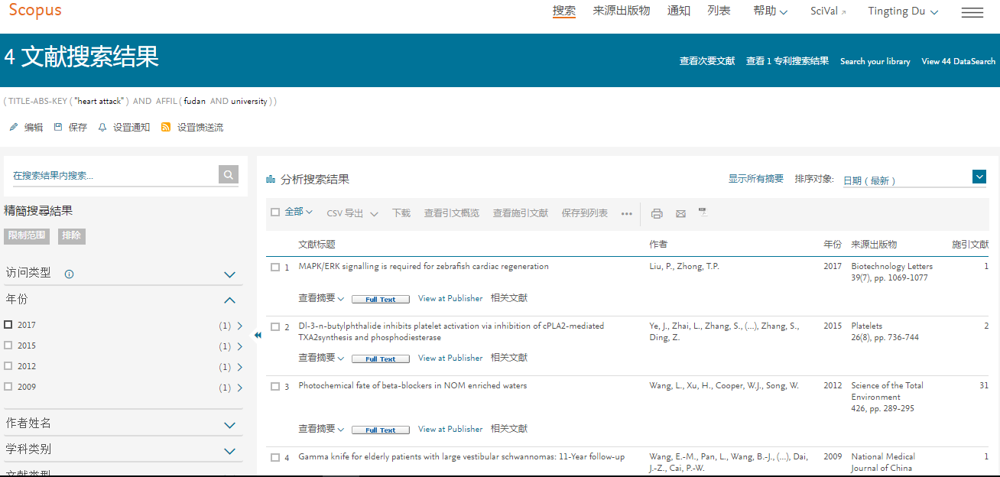 Scopus
搜索 来源出版物 通知 列表 帮助 SciVal Tingting Du
4 文献搜索结果
查看次要文献 查看 1 专利搜索结果 Search your library View 44 DataSearch
( TITLE-ABS-KEY ( "heart attack" ) AND AFFIL ( fudan AND university ) )
编辑 保存 设置通知 设置馈送流
在搜索结果内搜索...
精簡搜尋結果
限制范围 排除
访问类型
年份
2017 (1)
2015 (1)
2012 (1)
2009 (1)
作者姓名
学科类别
文献类型
分析搜索结果
显示所有摘要 排序对象: 日期 ( 最新 )
全部 CSV 导出 下载 查看引文概览 查看施引文献 保存到列表 •••
文献标题 作者 年份 来源出版物 施引文献
1 MAPK/ERK signalling is required for zebrafish cardiac regeneration Liu, P., Zhong, T.P. 2017 Biotechnology Letters 1
39(7), pp. 1069-1077
查看摘要 Full Text View at Publisher 相关文献
2 Dl-3-n-butylphthalide inhibits platelet activation via inhibition of cPLA2-mediated Ye, J., Zhai, L., Zhang, S., (...), Zhang, S., 2015 Platelets 2
TXA2synthesis and phosphodiesterase Ding, Z. 26(8), pp. 736-744
查看摘要 Full Text View at Publisher 相关文献
3 Photochemical fate of beta-blockers in NOM enriched waters Wang, L., Xu, H., Cooper, W.J., Song, W. 2012 Science of the Total 31
Environment
426, pp. 289-295
查看摘要 Full Text View at Publisher 相关文献
4 Gamma knife for elderly patients with large vestibular schwannomas: 11-Year follow-up Wang, E.-M., Pan, L., Wang, B.-J., (...), Dai, 2009 National Medical 1
J.-Z., Cai, P.-W. Journal of China